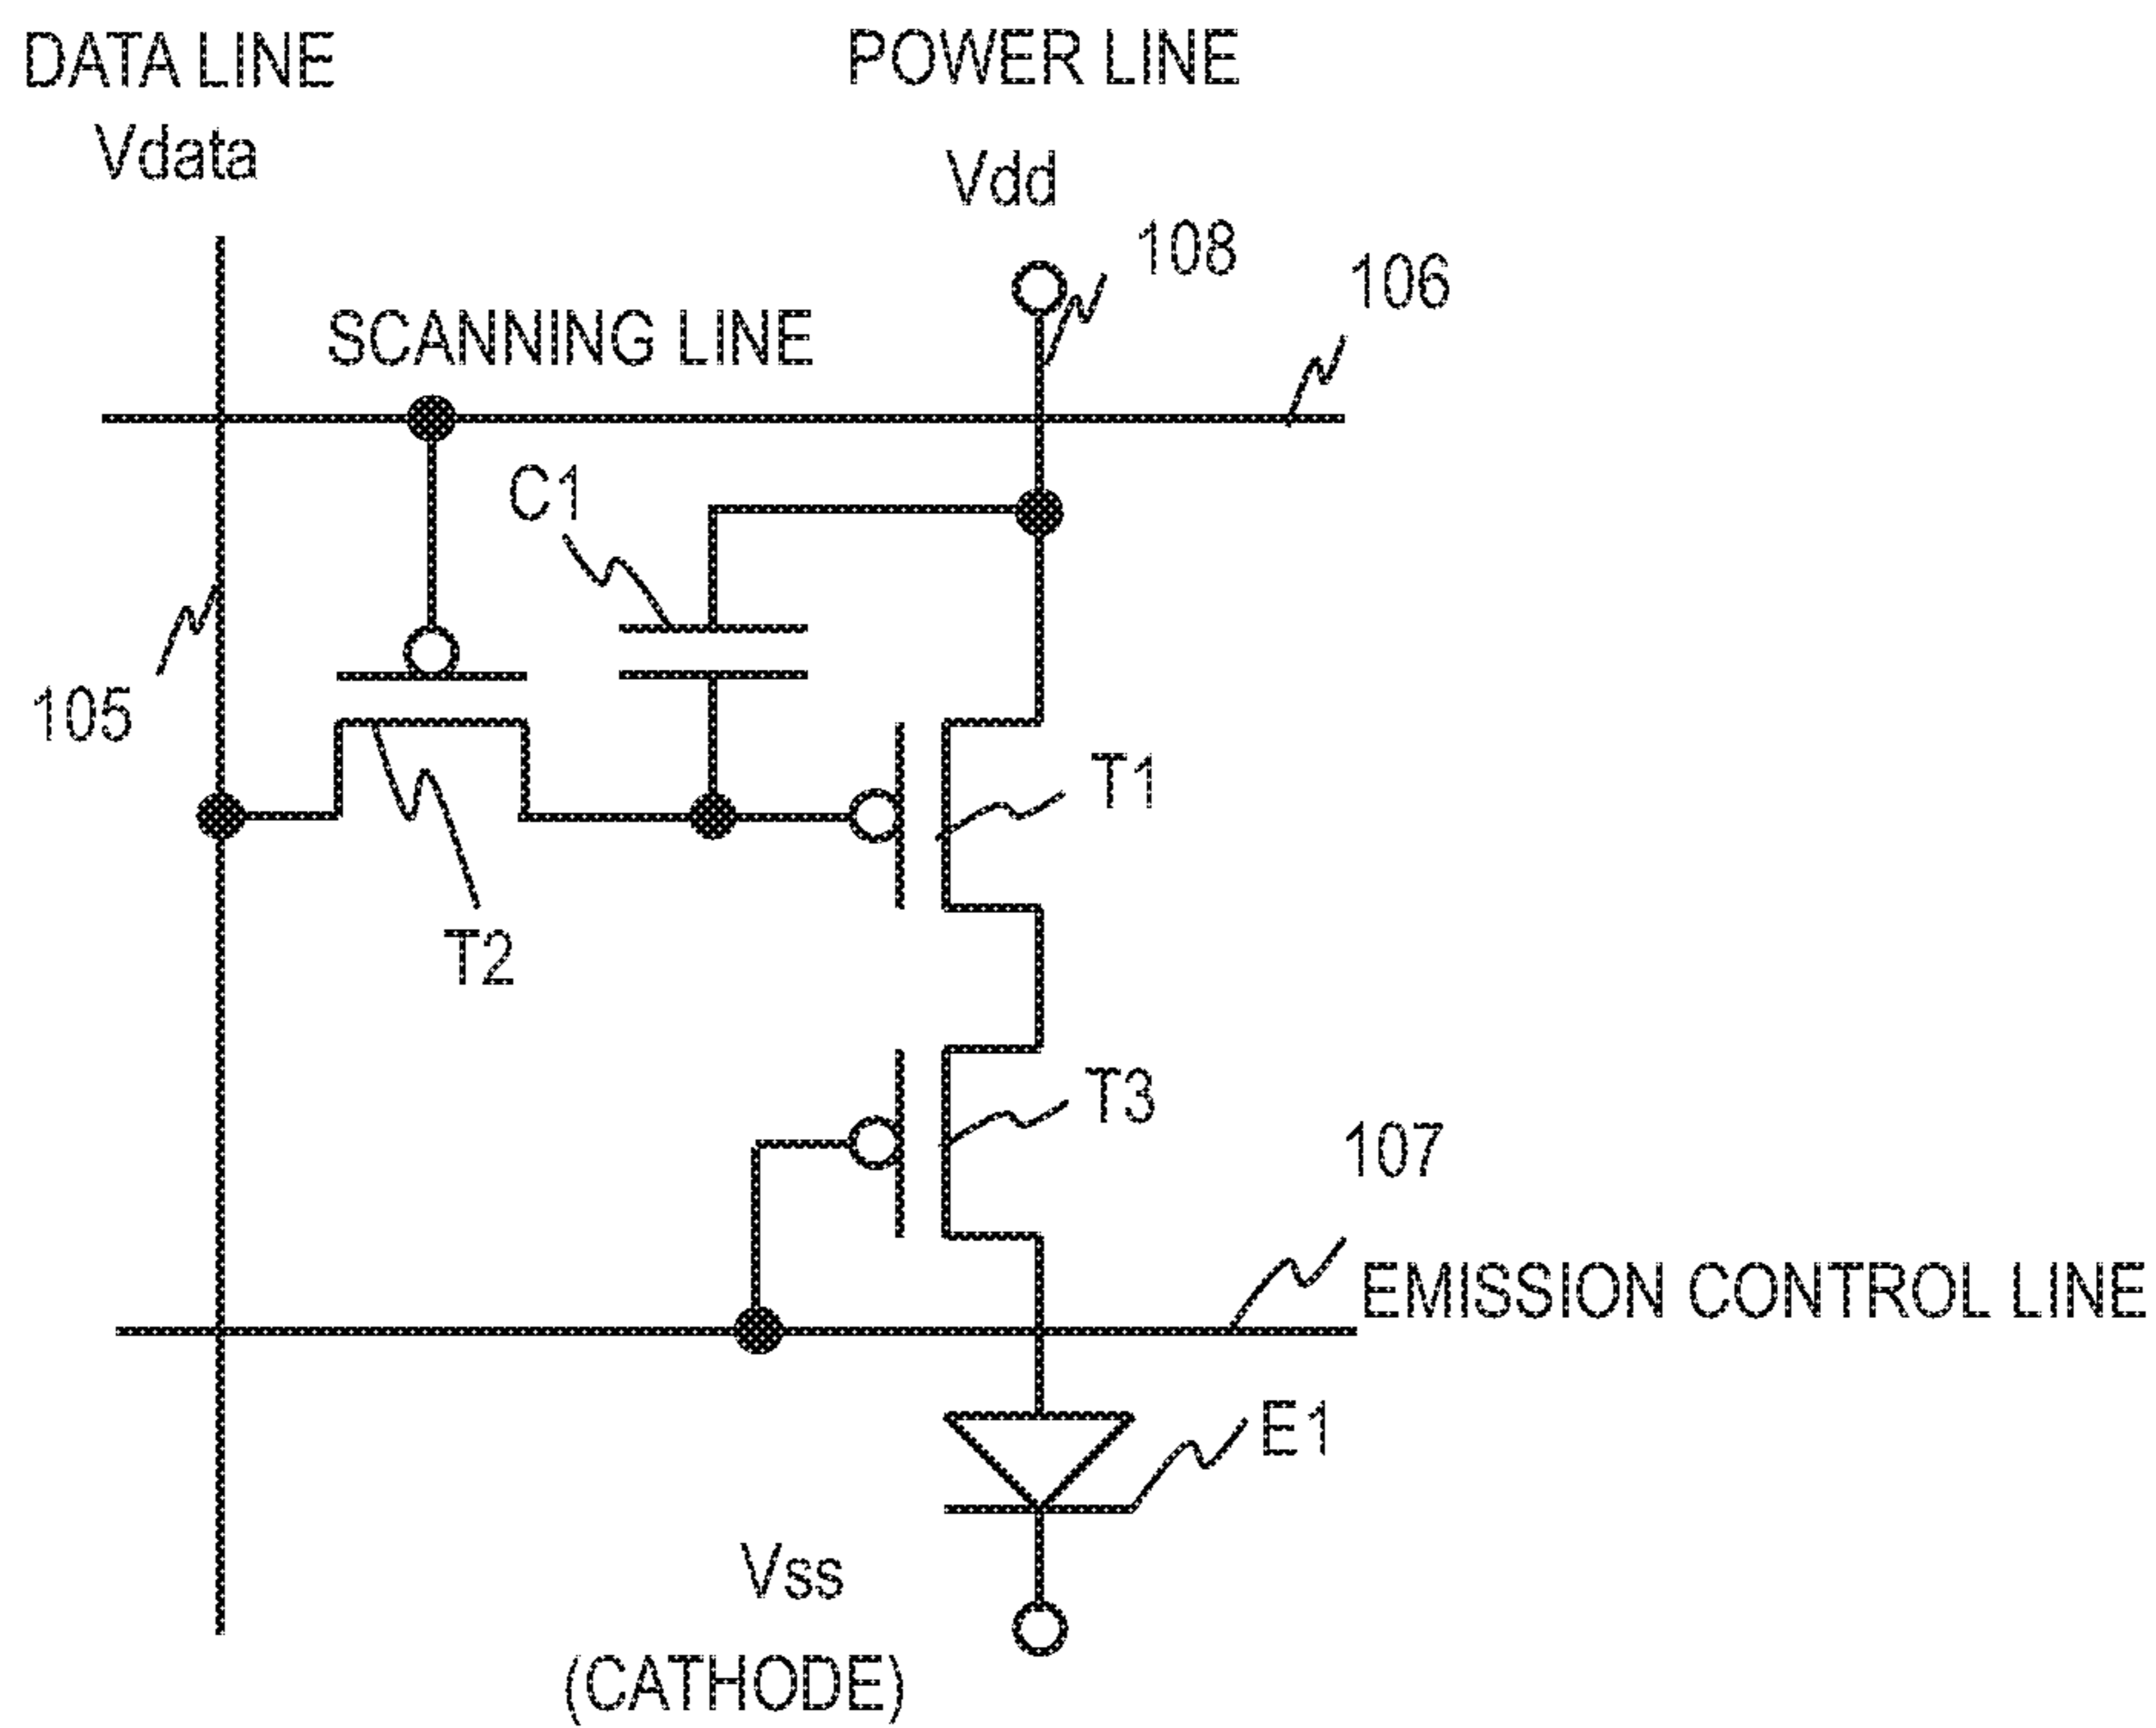 DATA LINE
Vdata
POWER LINE
Vdd
108
106
SCANNING LINE
C1
105
T1
T2
T3
107
EMISSION CONTROL LINE
E1
Vss
(CATHODE)